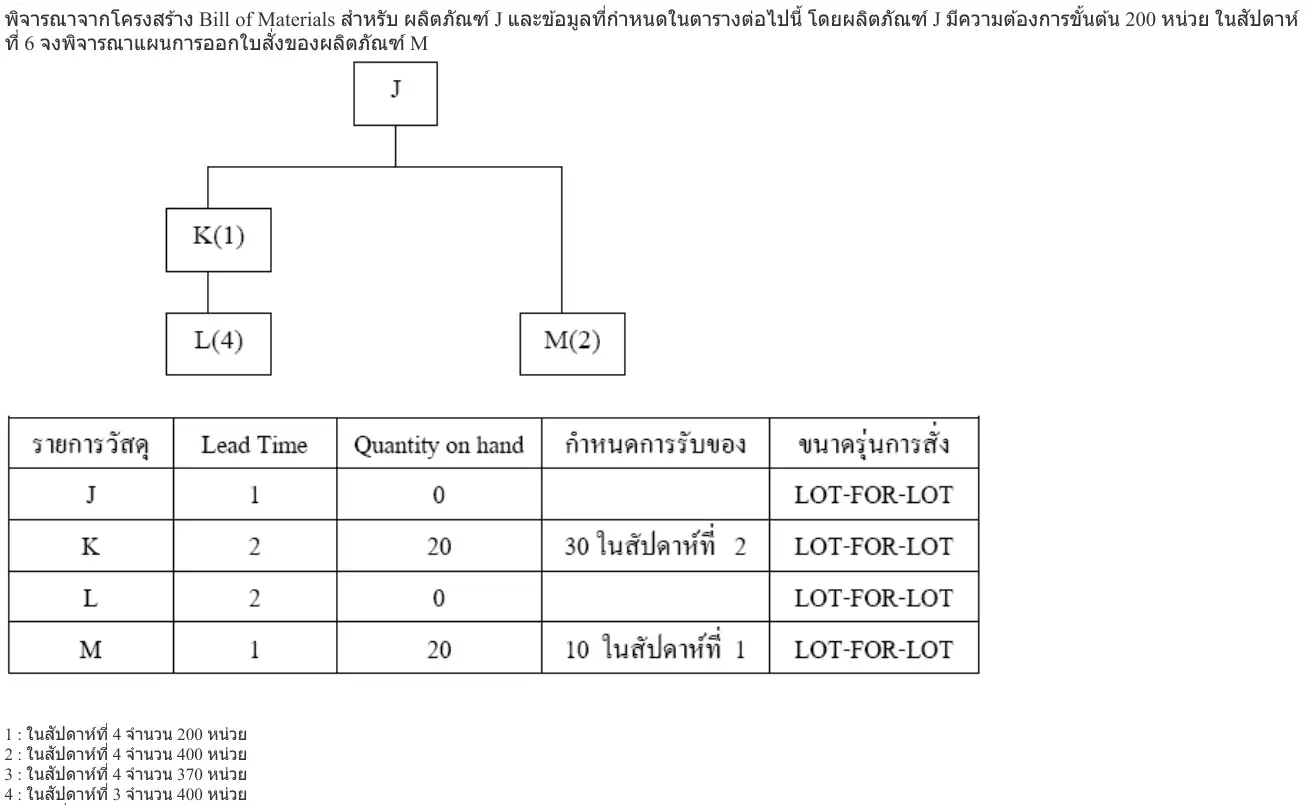 พิจารณาจากโครงสร้าง Bill of Materials สำหรับ ผลิตภัณฑ์ J และข้อมูลที่กำหนดในตารางต่อไปนี้ โดยผลิตภัณฑ์ J มีความต้องการขั้นต้น 200 หน่วย ในสัปดาห์
ที่ 6 จงพิจารณาแผนการออกใบสั่งของผลิตภัณฑ์ M
J
K(1)
L(4) M(2)
รายการวัสดุ Lead Time Quantity on hand กำหนดการรับของ ขนาดรุ่นการสั่ง
J 1 0 LOT-FOR-LOT
K 2 20 30 ในสัปดาห์ที่ 2 LOT-FOR-LOT
L 2 0 LOT-FOR-LOT
M 1 20 10 ในสัปดาห์ที่ 1 LOT-FOR-LOT
1 : ในสัปดาห์ที่ 4 จำนวน 200 หน่วย
2 : ในสัปดาห์ที่ 4 จำนวน 400 หน่วย
3 : ในสัปดาห์ที่ 4 จำนวน 370 หน่วย
4 : ในสัปดาห์ที่ 3 จำนวน 400 หน่วย